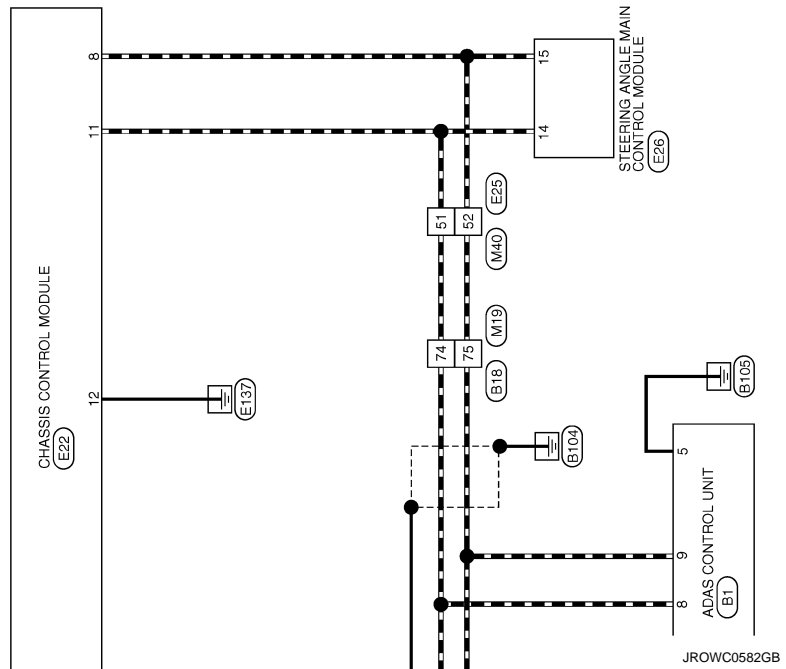 CHASSIS CONTROL MODULE
E22
8
11
12
E137
STEERING ANGLE MAIN
CONTROL MODULE
E26
15
14
E25
51
52
M40
M19
74
75
B18
B104
B105
5
ADAS CONTROL UNIT
B1
9
8
JROWC0582GB